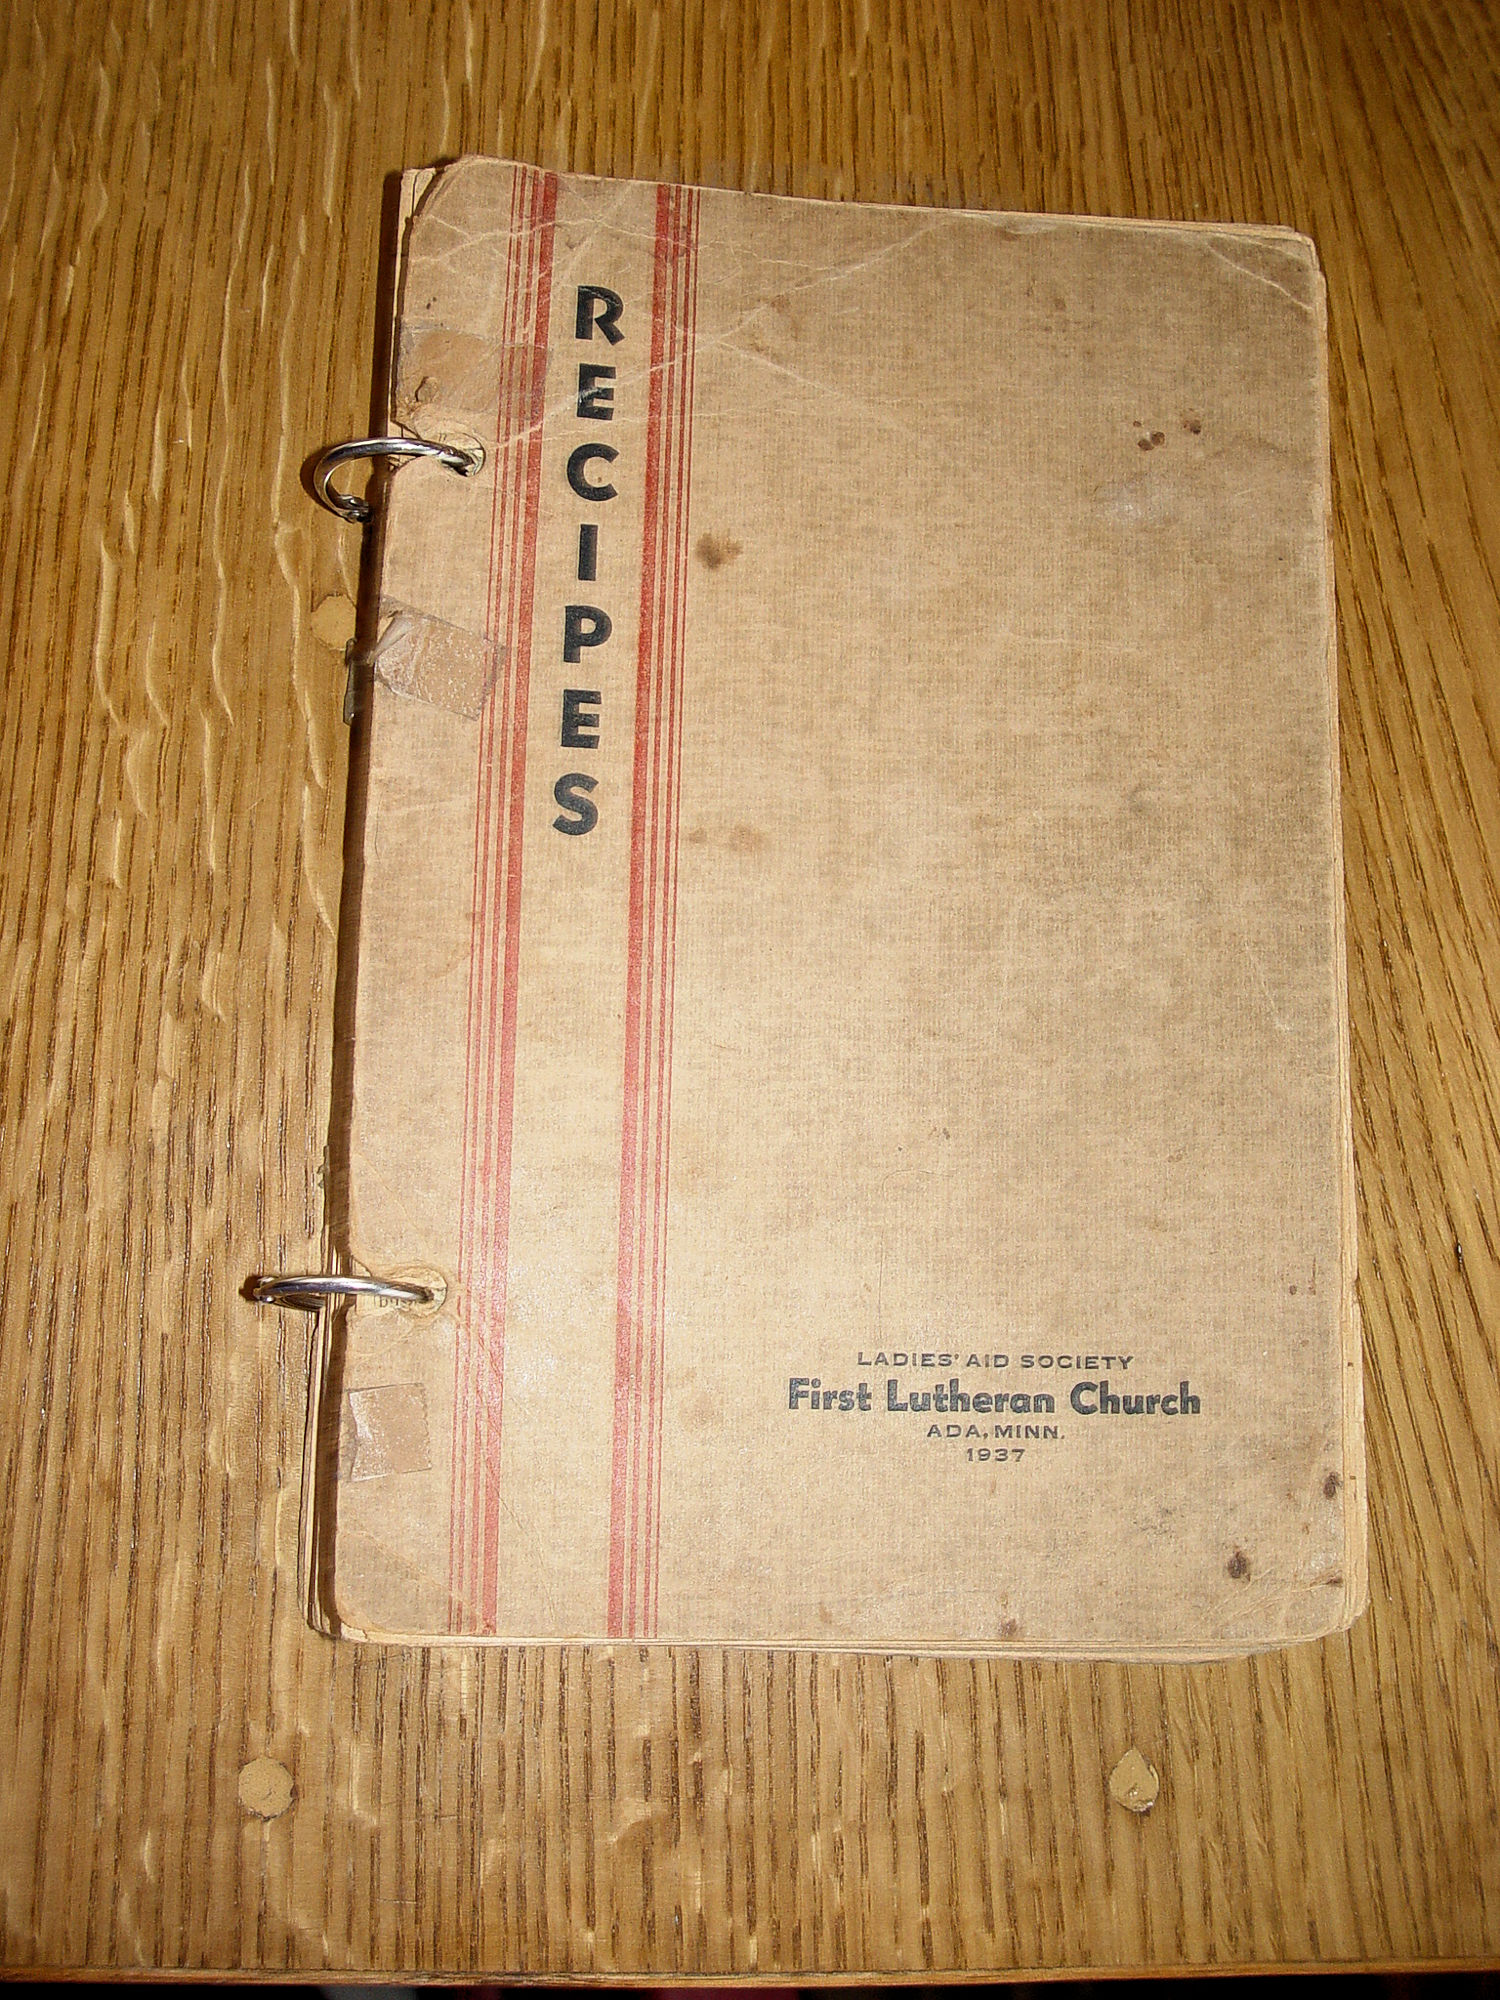 RECIPES
LADIES' AID SOCIETY
First Lutheran Church
ADA, MINN.
1937